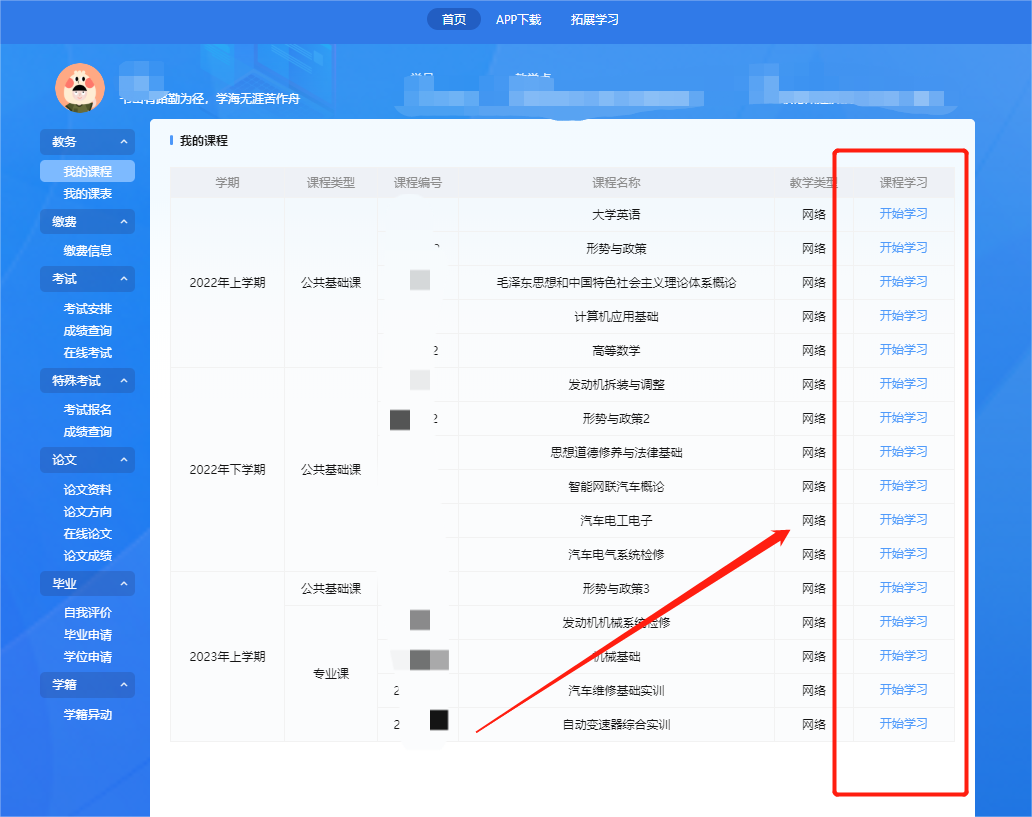 首页 APP下载 拓展学习
书山有路勤为径，学海无涯苦作舟
教务
我的课程
我的课表
缴费
缴费信息
考试
考试安排
成绩查询
在线考试
特殊考试
考试报名
成绩查询
论文
论文资料
论文方向
在线论文
论文成绩
毕业
自我评价
毕业申请
学位申请
学籍
学籍异动
我的课程
学期 课程类型 课程编号 课程名称 教学类型 课程学习
2022年上学期 公共基础课
大学英语 网络 开始学习
形势与政策 网络 开始学习
毛泽东思想和中国特色社会主义理论体系概论 网络 开始学习
计算机应用基础 网络 开始学习
2 高等数学 网络 开始学习
2022年下学期 公共基础课
发动机拆装与调整 网络 开始学习
2 形势与政策2 网络 开始学习
思想道德修养与法律基础 网络 开始学习
智能网联汽车概论 网络 开始学习
汽车电工电子 网络 开始学习
汽车电气系统检修 网络 开始学习
2023年上学期
公共基础课 形势与政策3 网络 开始学习
专业课
发动机机械系统检修 网络 开始学习
机械基础 网络 开始学习
2 汽车维修基础实训 网络 开始学习
2 自动变速器综合实训 网络 开始学习